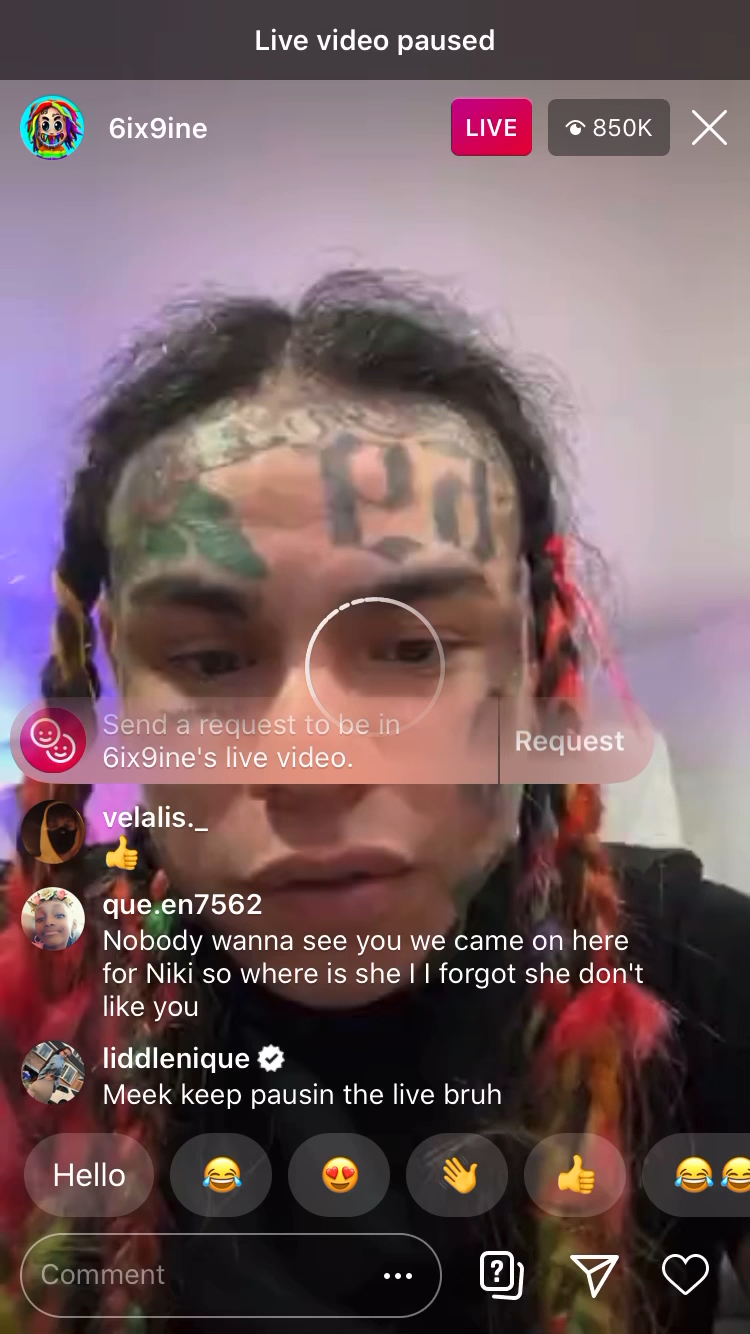 Live video paused
6ix9ine
LIVE
850K
Send a request to be in
6ix9ine's live video.
Request
velalis._
👍
que.en7562
Nobody wanna see you we came on here
for Niki so where is she I I forgot she don't
like you
liddlenique
Meek keep pausin the live bruh
Hello 😂 😍 👋 👍 😂😂
Comment